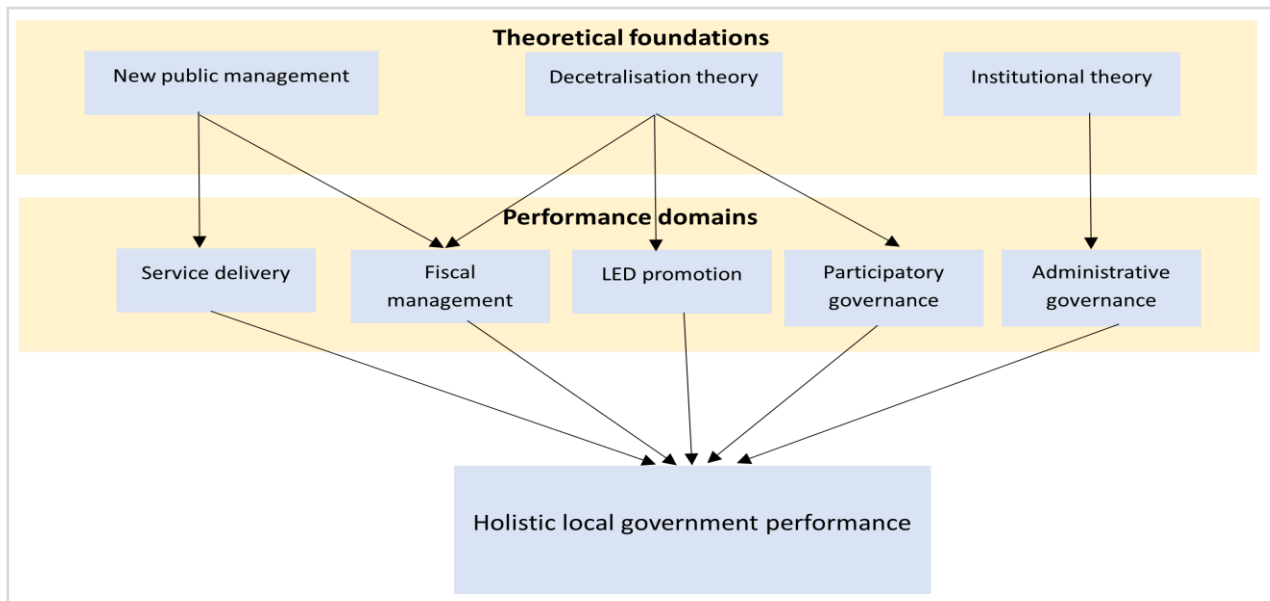 Theoretical foundations
New public management
Decetralisation theory
Institutional theory
Performance domains
Service delivery
Fiscal
management
LED promotion
Participatory
governance
Administrative
governance
Holistic local government performance